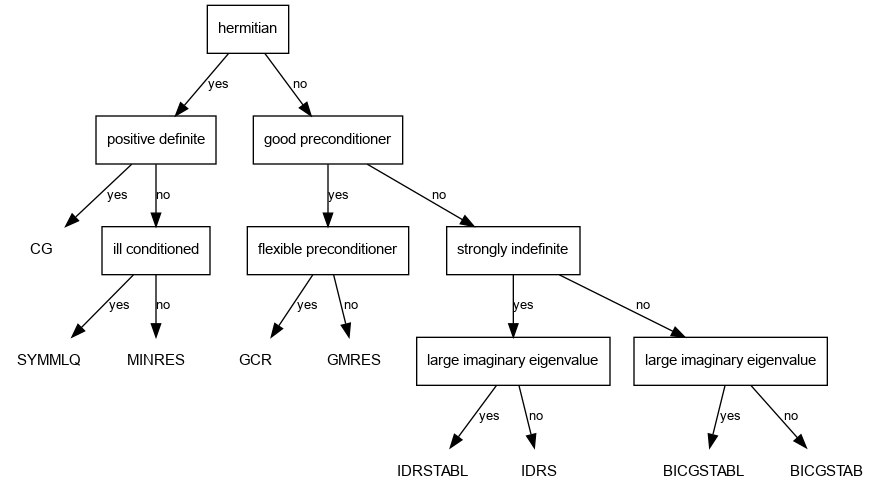 hermitian
yes
no
positive definite
good preconditioner
yes
no
yes
no
CG
ill conditioned
flexible preconditioner
strongly indefinite
yes
no
yes
no
yes
no
SYMMLQ
MINRES
GCR
GMRES
large imaginary eigenvalue
large imaginary eigenvalue
yes
no
yes
no
IDRSTABL
IDRS
BICGSTABL
BICGSTAB